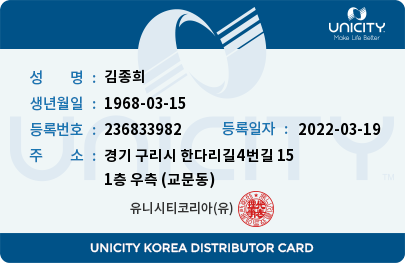 UNICITY
Make Life Better
성 명 : 김종희
생년월일 : 1968-03-15
등록번호 : 236833982 등록일자 : 2022-03-19
주 소 : 경기 구리시 한다리길4번길 15
1층 우측 (교문동)
UNICITY
유니시티코리아(유)
UNICITY KOREA DISTRIBUTOR CARD